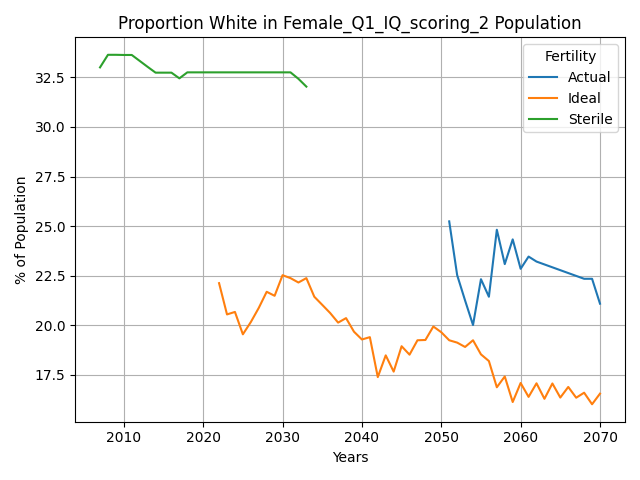 Proportion White in Female_Q1_IQ_scoring_2 Population
Fertility
Actual
Ideal
Sterile
% of Population
32.5
30.0
27.5
25.0
22.5
20.0
17.5
2010 2020 2030 2040 2050 2060 2070
Years